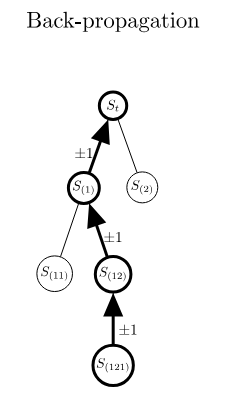 Back-propagation
S_t
±1
S_(1)
S_(2)
±1
S_(11)
S_(12)
±1
S_(121)